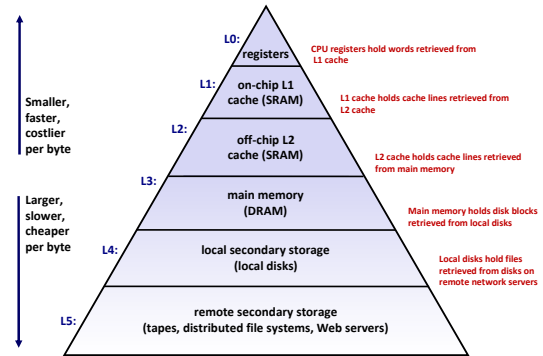 L0:
registers
CPU registers hold words retrieved from
L1 cache
L1:
on-chip L1
cache (SRAM)
L1 cache holds cache lines retrieved from
L2 cache
Smaller,
faster,
costlier
per byte
L2:
off-chip L2
cache (SRAM)
L2 cache holds cache lines retrieved
from main memory
L3:
main memory
(DRAM)
Main memory holds disk blocks
retrieved from local disks
Larger,
slower,
cheaper
per byte
L4:
local secondary storage
(local disks)
Local disks hold files
retrieved from disks on
remote network servers
L5:
remote secondary storage
(tapes, distributed file systems, Web servers)